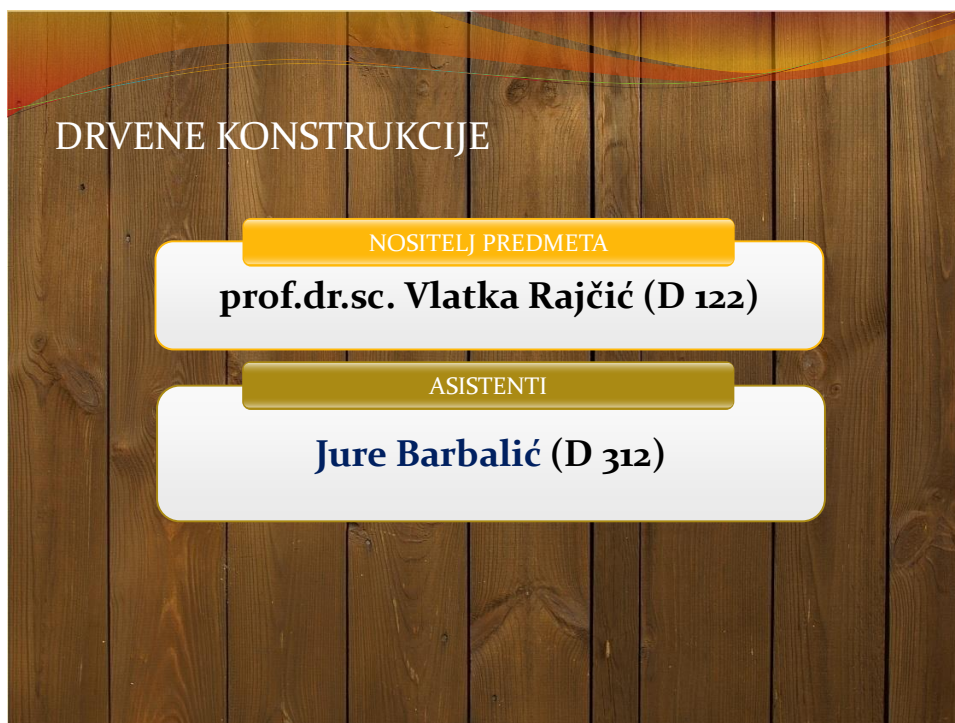 DRVENE KONSTRUKCIJE
NOSITELJ PREDMETA
prof.dr.sc. Vlatka Rajčić (D 122)
ASISTENTI
Jure Barbalić (D 312)